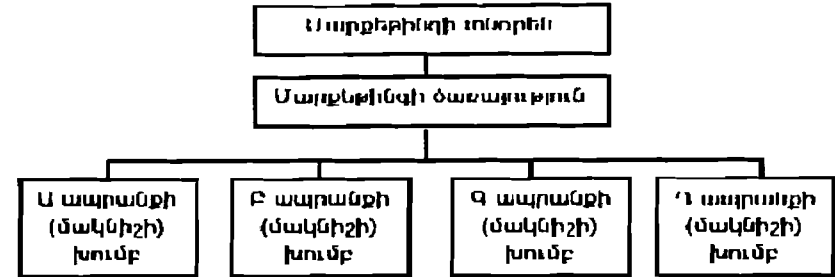 Մարքեթինգի տնօրեն
Մարքեթինգի ծառայություն
Ա ապրանքի
(մակնիշի)
խումբ
Բ ապրանքի
(մակնիշի)
խումբ
Գ ապրանքի
(մակնիշի)
խումբ
Դ ապրանքի
(մակնիշի)
խումբ